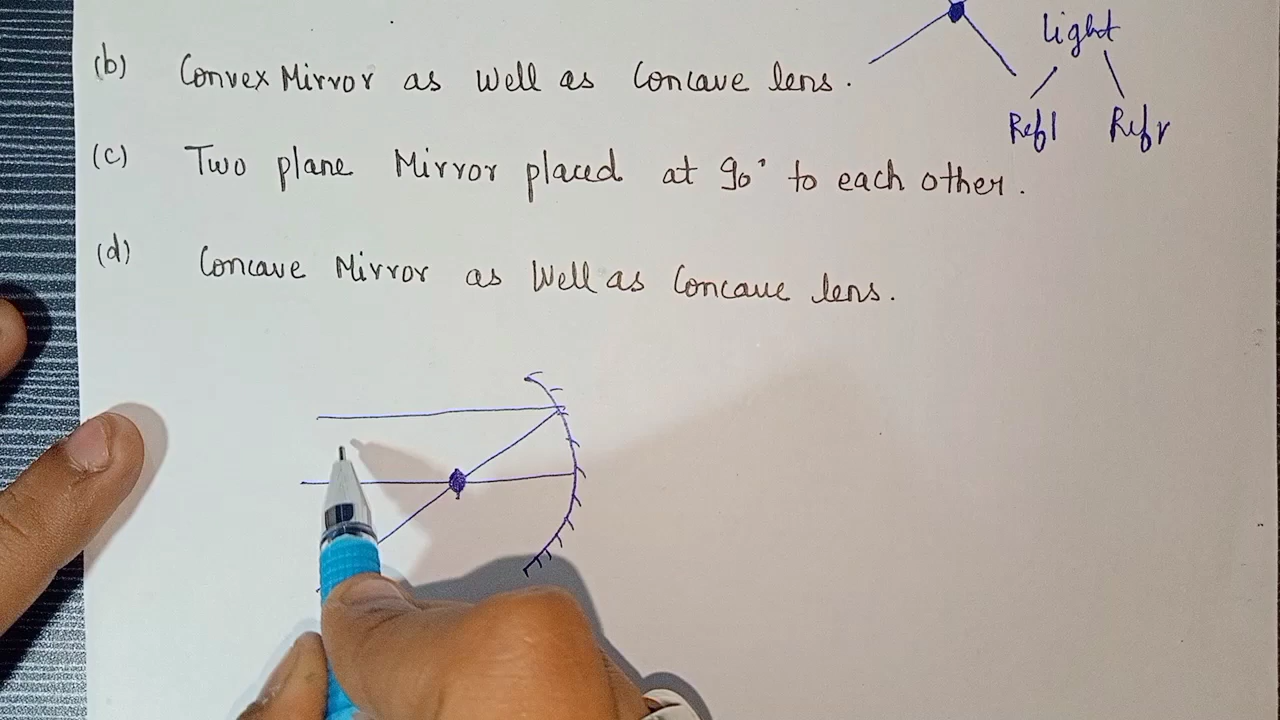 light
Refl Refr
(b) Convex Mirror as Well as Concave lens.
(c) Two plane Mirror placed at 90° to each other.
(d) Concave Mirror as Well as Concave lens.